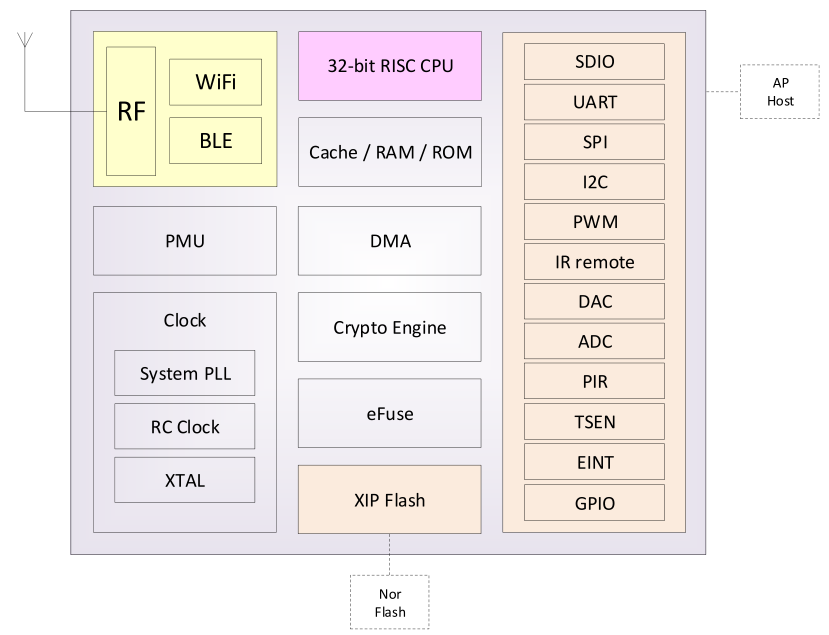 RF
WiFi
BLE
PMU
Clock
System PLL
RC Clock
XTAL
32-bit RISC CPU
Cache / RAM / ROM
DMA
Crypto Engine
eFuse
XIP Flash
Nor
Flash
SDIO
UART
SPI
I2C
PWM
IR remote
DAC
ADC
PIR
TSEN
EINT
GPIO
AP
Host